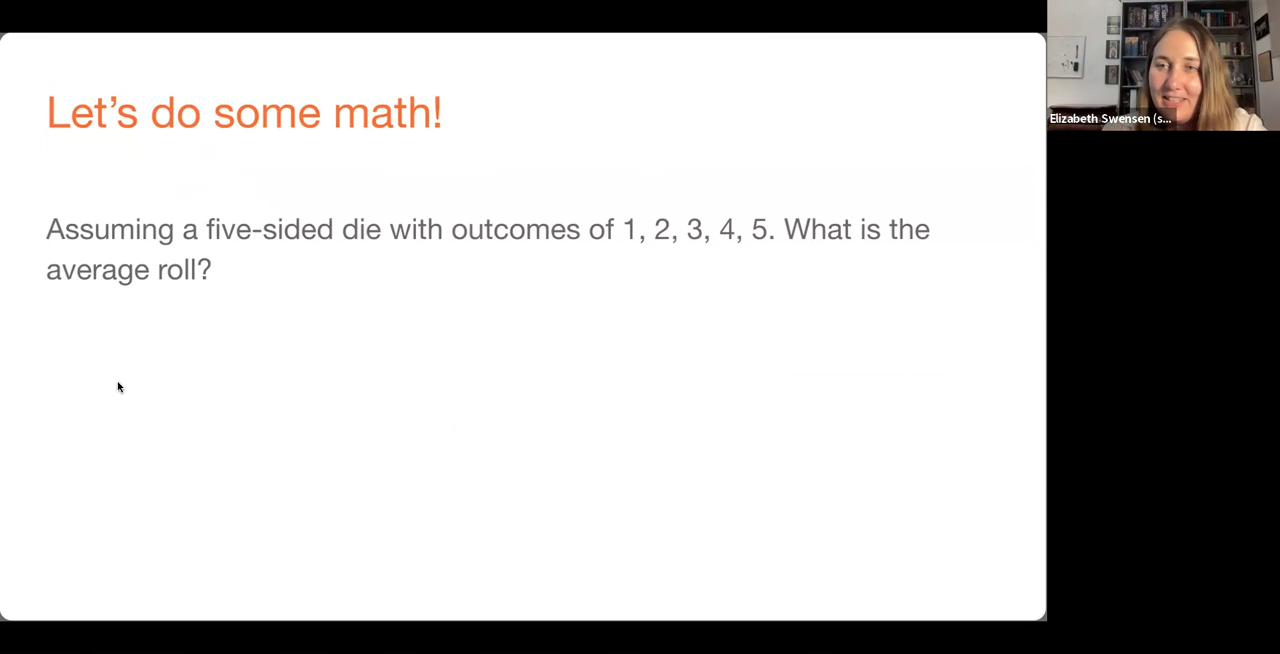 Let’s do some math!
Assuming a five-sided die with outcomes of 1, 2, 3, 4, 5. What is the
average roll?
Elizabeth Swensen (s...